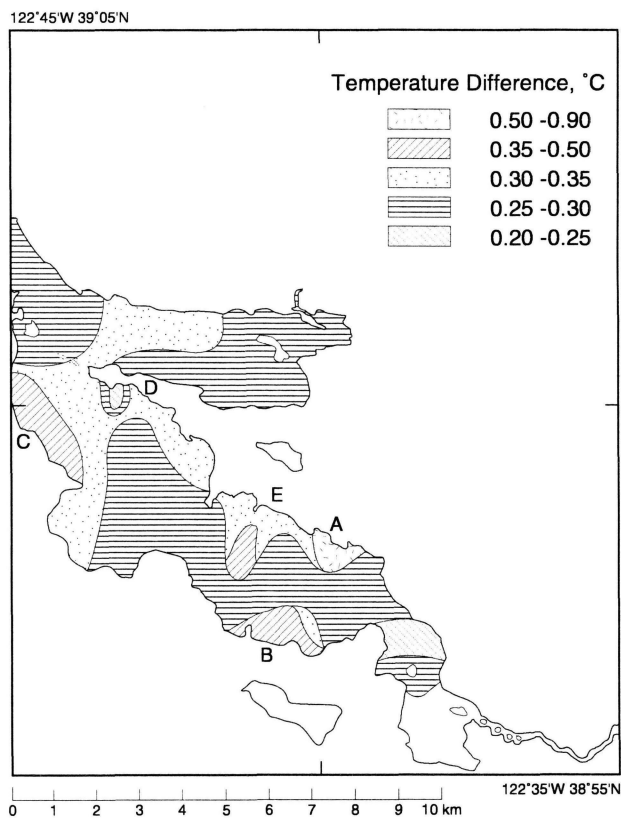 122°45'W 39°05'N
Temperature Difference, °C
0.50 -0.90
0.35 -0.50
0.30 -0.35
0.25 -0.30
0.20 -0.25
D
C
E
A
B
122°35'W 38°55'N
0 1 2 3 4 5 6 7 8 9 10 km